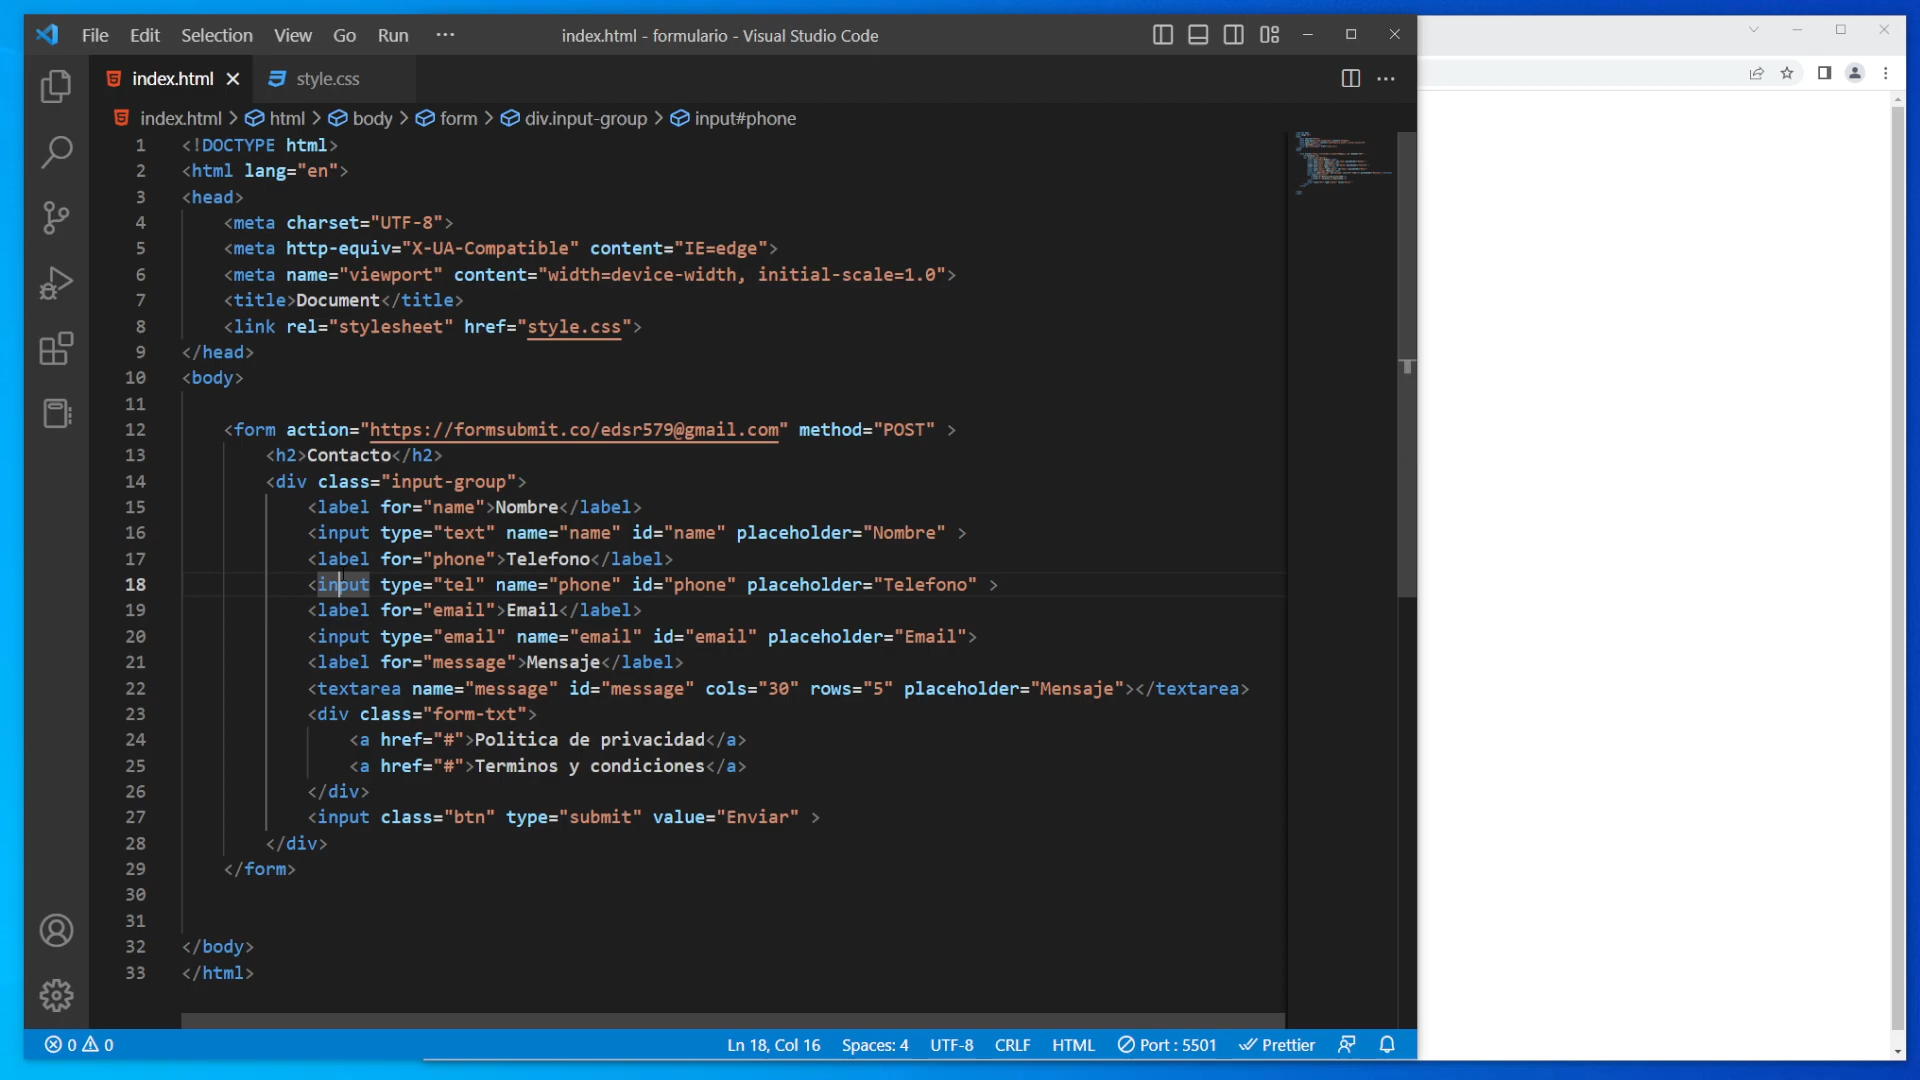 File Edit Selection View Go Run ··· index.html - formulario - Visual Studio Code
index.html style.css
index.html > html > body > form > div.input-group > input#phone
1 <!DOCTYPE html>
2 <html lang="en">
3 <head>
4 <meta charset="UTF-8">
5 <meta http-equiv="X-UA-Compatible" content="IE=edge">
6 <meta name="viewport" content="width=device-width, initial-scale=1.0">
7 <title>Document</title>
8 <link rel="stylesheet" href="style.css">
9 </head>
10 <body>
11
12 <form action="https://formsubmit.co/edsr579@gmail.com" method="POST" >
13 <h2>Contacto</h2>
14 <div class="input-group">
15 <label for="name">Nombre</label>
16 <input type="text" name="name" id="name" placeholder="Nombre" >
17 <label for="phone">Telefono</label>
18 <input type="tel" name="phone" id="phone" placeholder="Telefono" >
19 <label for="email">Email</label>
20 <input type="email" name="email" id="email" placeholder="Email">
21 <label for="message">Mensaje</label>
22 <textarea name="message" id="message" cols="30" rows="5" placeholder="Mensaje"></textarea>
23 <div class="form-txt">
24 <a href="#">Politica de privacidad</a>
25 <a href="#">Terminos y condiciones</a>
26 </div>
27 <input class="btn" type="submit" value="Enviar" >
28 </div>
29 </form>
30
31
32 </body>
33 </html>
0 0 Ln 18, Col 16 Spaces: 4 UTF-8 CRLF HTML Port : 5501 Prettier